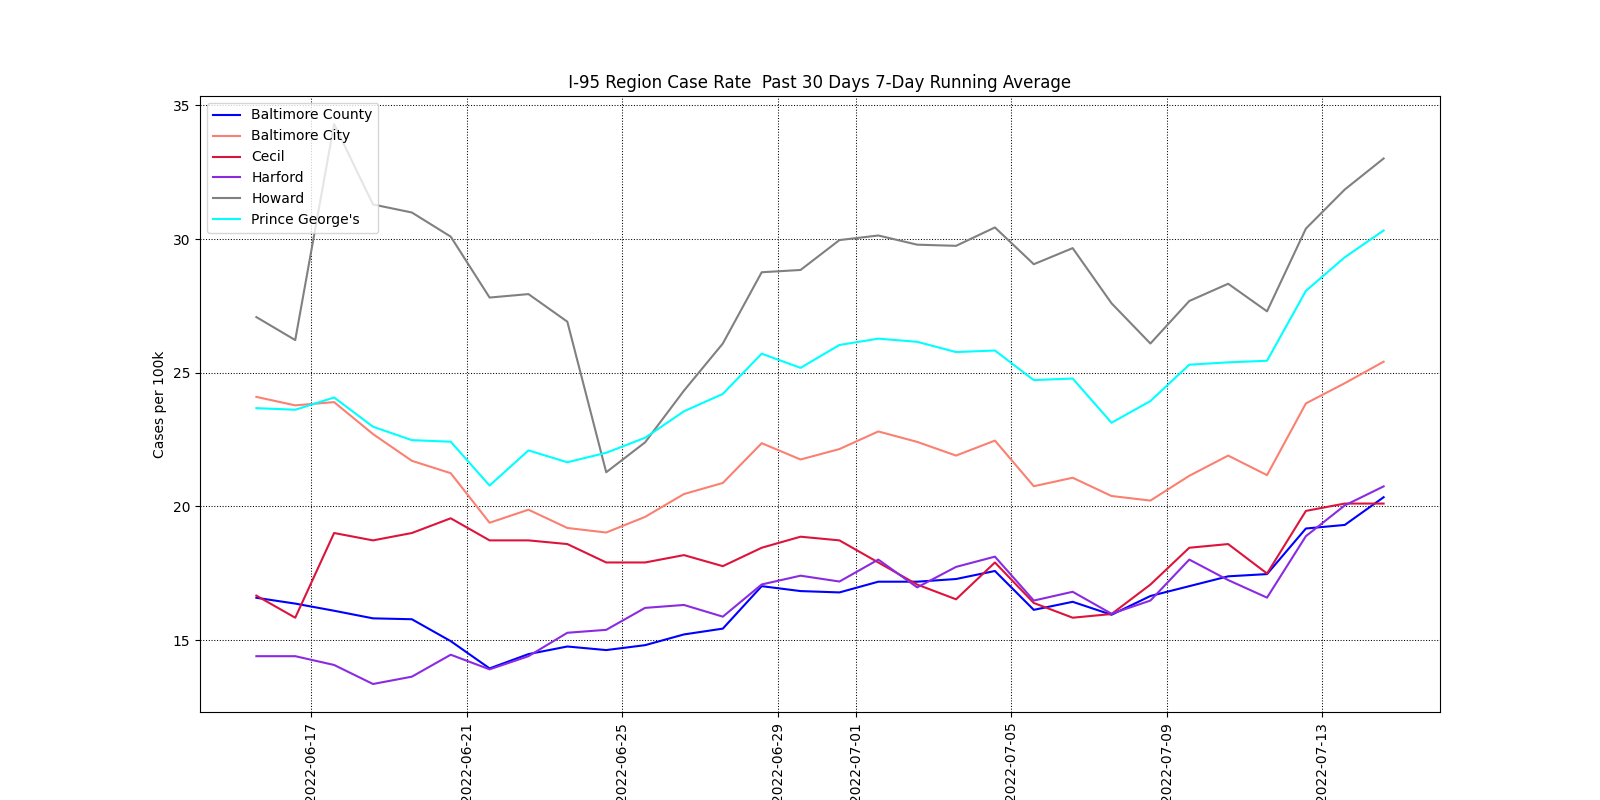 I-95 Region Case Rate  Past 30 Days 7-Day Running Average
Cases per 100k
35
30
25
20
15
Baltimore County
Baltimore City
Cecil
Harford
Howard
Prince George's
2022-06-17
2022-06-21
2022-06-25
2022-06-29
2022-07-01
2022-07-05
2022-07-09
2022-07-13